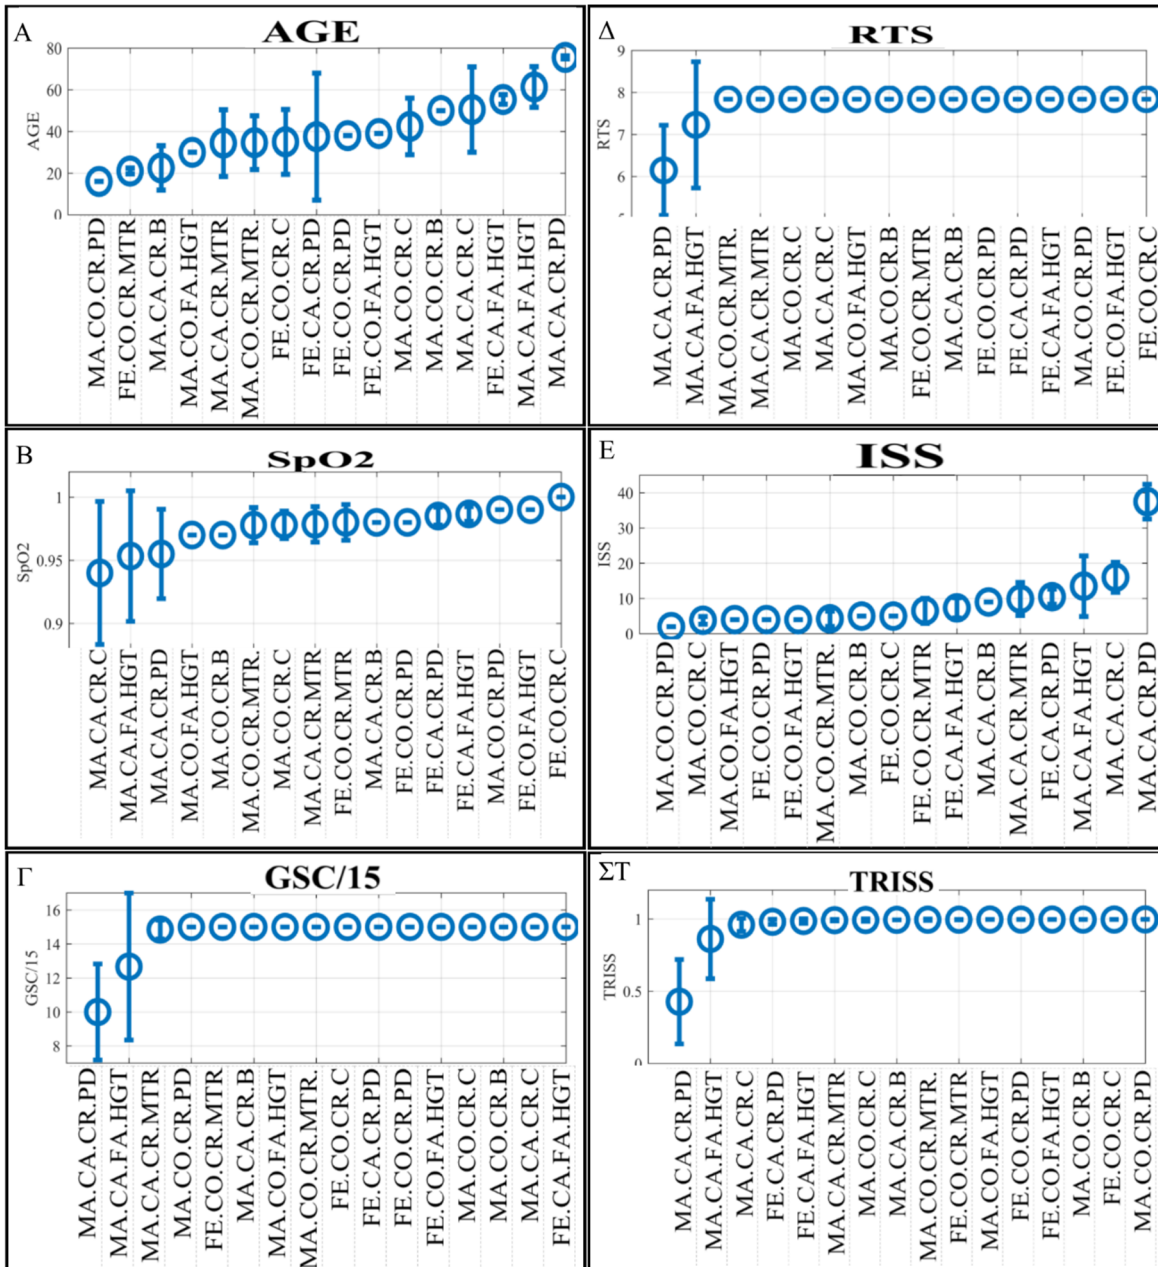 Α
AGE
AGE
80
60
40
20
0
MA.CO.CR.PD
FE.CO.CR.MTR
MA.CA.CR.B
MA.CO.FA.HGT
MA.CA.CR.MTR
MA.CO.CR.MTR.
FE.CO.CR.C
FE.CA.CR.PD
FE.CO.CR.PD
FE.CO.FA.HGT
MA.CO.CR.C
MA.CO.CR.B
MA.CA.CR.C
FE.CA.FA.HGT
MA.CA.FA.HGT
MA.CA.CR.PD
Δ
RTS
RTS
9
8
7
6
MA.CA.CR.PD
MA.CA.FA.HGT
MA.CO.CR.MTR.
MA.CA.CR.MTR
MA.CO.CR.C
MA.CA.CR.C
MA.CO.FA.HGT
MA.CO.CR.B
FE.CO.CR.MTR
MA.CA.CR.B
FE.CO.CR.PD
FE.CA.CR.PD
FE.CA.FA.HGT
MA.CO.CR.PD
FE.CO.FA.HGT
FE.CO.CR.C
Β
SpO2
SpO2
1
0.95
0.9
MA.CA.CR.C
MA.CA.FA.HGT
MA.CA.CR.PD
MA.CO.FA.HGT
MA.CO.CR.B
MA.CO.CR.MTR.
MA.CO.CR.C
MA.CA.CR.MTR
FE.CO.CR.MTR
MA.CA.CR.B
FE.CO.CR.PD
FE.CA.CR.PD
FE.CA.FA.HGT
MA.CO.CR.PD
FE.CO.FA.HGT
FE.CO.CR.C
Ε
ISS
ISS
40
30
20
10
0
MA.CO.CR.PD
MA.CO.CR.C
MA.CO.FA.HGT
FE.CO.CR.PD
FE.CO.FA.HGT
MA.CO.CR.MTR.
MA.CO.CR.B
FE.CO.CR.C
FE.CO.CR.MTR
FE.CA.FA.HGT
MA.CA.CR.B
MA.CA.CR.MTR
FE.CA.CR.PD
MA.CA.FA.HGT
MA.CA.CR.C
MA.CA.CR.PD
Γ
GSC/15
GSC/15
16
14
12
10
8
MA.CA.CR.PD
MA.CA.FA.HGT
MA.CA.CR.MTR
MA.CO.CR.PD
FE.CO.CR.MTR
MA.CA.CR.B
MA.CO.FA.HGT
MA.CO.CR.MTR.
FE.CO.CR.C
FE.CA.CR.PD
FE.CO.CR.PD
FE.CO.FA.HGT
MA.CO.CR.C
MA.CO.CR.B
MA.CA.CR.C
FE.CA.FA.HGT
ΣΤ
TRISS
TRISS
1
0.5
MA.CA.CR.PD
MA.CA.FA.HGT
MA.CA.CR.C
FE.CA.CR.PD
FE.CA.FA.HGT
MA.CA.CR.MTR
MA.CO.CR.C
MA.CA.CR.B
MA.CO.CR.MTR.
FE.CO.CR.MTR
MA.CO.FA.HGT
FE.CO.CR.PD
FE.CO.FA.HGT
MA.CO.CR.B
FE.CO.CR.C
MA.CO.CR.PD